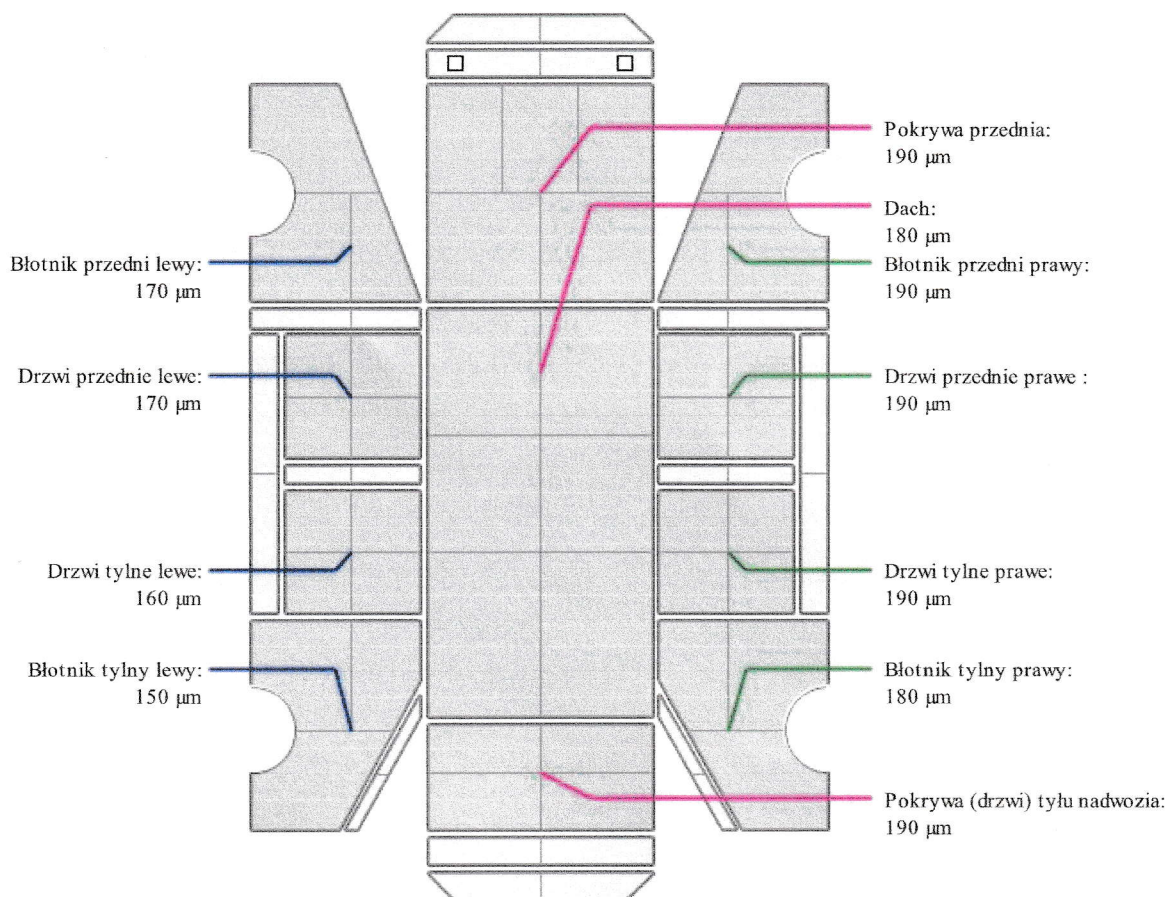 Pokrywa przednia:
190 µm
Dach:
180 µm
Błotnik przedni lewy:
170 µm
Błotnik przedni prawy:
190 µm
Drzwi przednie lewe:
170 µm
Drzwi przednie prawe :
190 µm
Drzwi tylne lewe:
160 µm
Drzwi tylne prawe:
190 µm
Błotnik tylny lewy:
150 µm
Błotnik tylny prawy:
180 µm
Pokrywa (drzwi) tyłu nadwozia:
190 µm